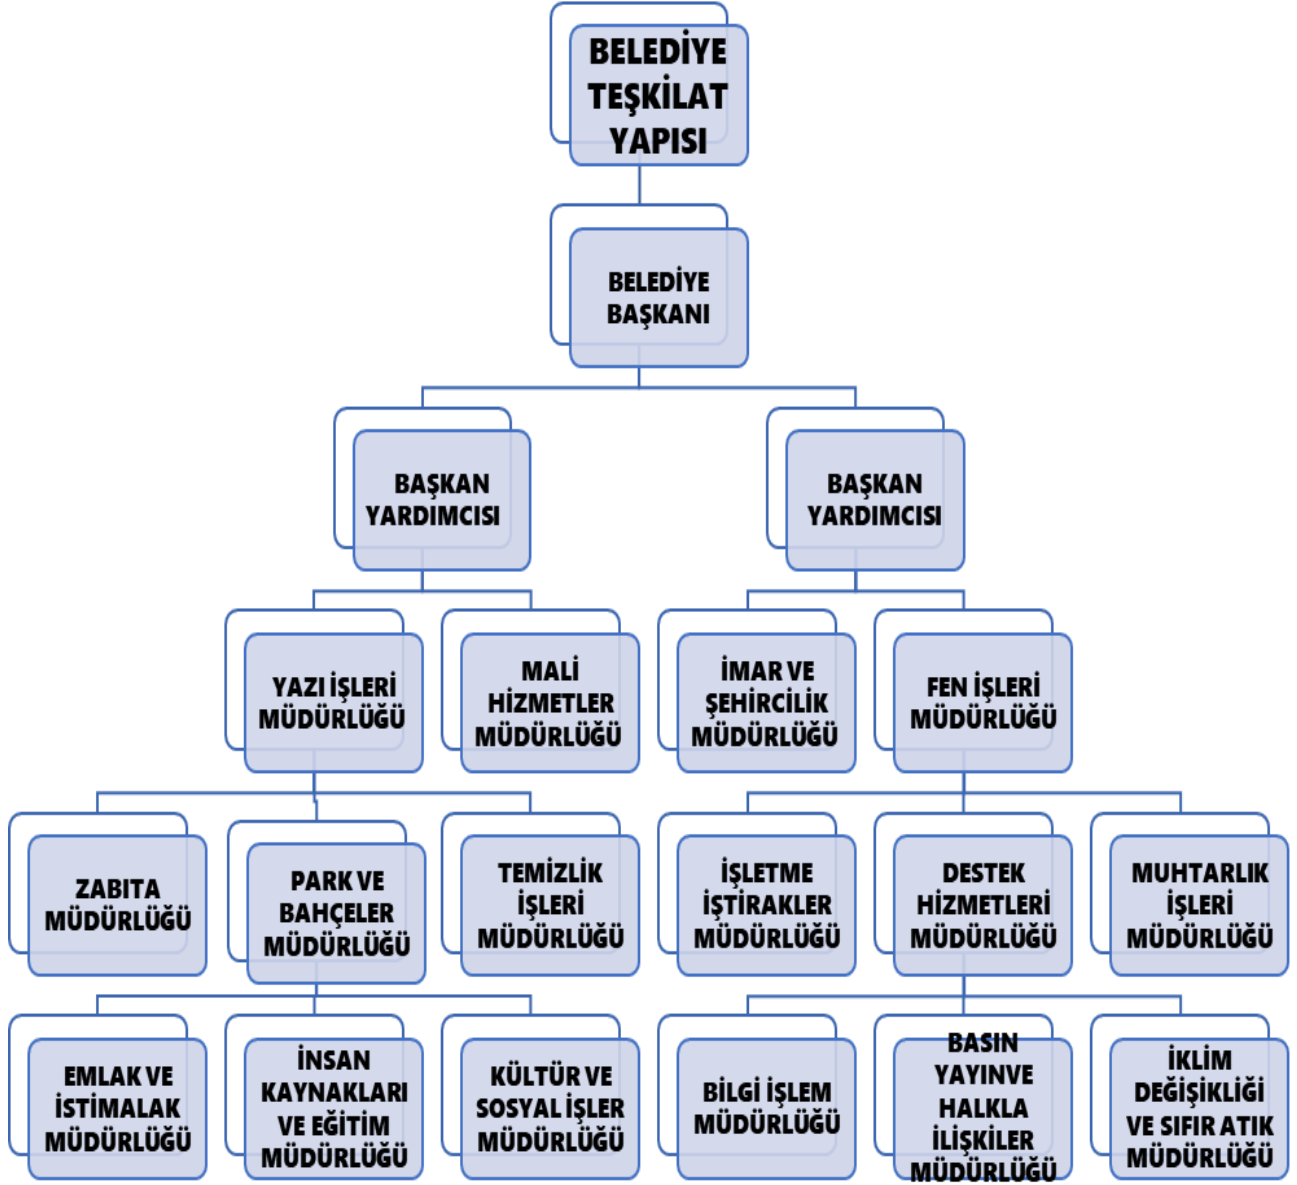 BELEDİYE
TEŞKİLAT
YAPISI
BELEDİYE
BAŞKANI
BAŞKAN
YARDIMCISI
BAŞKAN
YARDIMCISI
YAZI İŞLERİ
MÜDÜRLÜĞÜ
MALİ
HİZMETLER
MÜDÜRLÜĞÜ
İMAR VE
ŞEHİRCİLİK
MÜDÜRLÜĞÜ
FEN İŞLERİ
MÜDÜRLÜĞÜ
ZABITA
MÜDÜRLÜĞÜ
PARK VE
BAHÇELER
MÜDÜRLÜĞÜ
TEMİZLİK
İŞLERİ
MÜDÜRLÜĞÜ
İŞLETME
İŞTİRAKLER
MÜDÜRLÜĞÜ
DESTEK
HİZMETLERİ
MÜDÜRLÜĞÜ
MUHTARLIK
İŞLERİ
MÜDÜRLÜĞÜ
EMLAK VE
İSTİMALAK
MÜDÜRLÜĞÜ
İNSAN
KAYNAKLARI
VE EĞİTİM
MÜDÜRLÜĞÜ
KÜLTÜR VE
SOSYAL İŞLER
MÜDÜRLÜĞÜ
BİLGİ İŞLEM
MÜDÜRLÜĞÜ
BASIN
YAYINVE
HALKLA
İLİŞKİLER
MÜDÜRLÜĞÜ
İKLİM
DEĞİŞİKLİĞİ
VE SIFIR ATIK
MÜDÜRLÜĞÜ